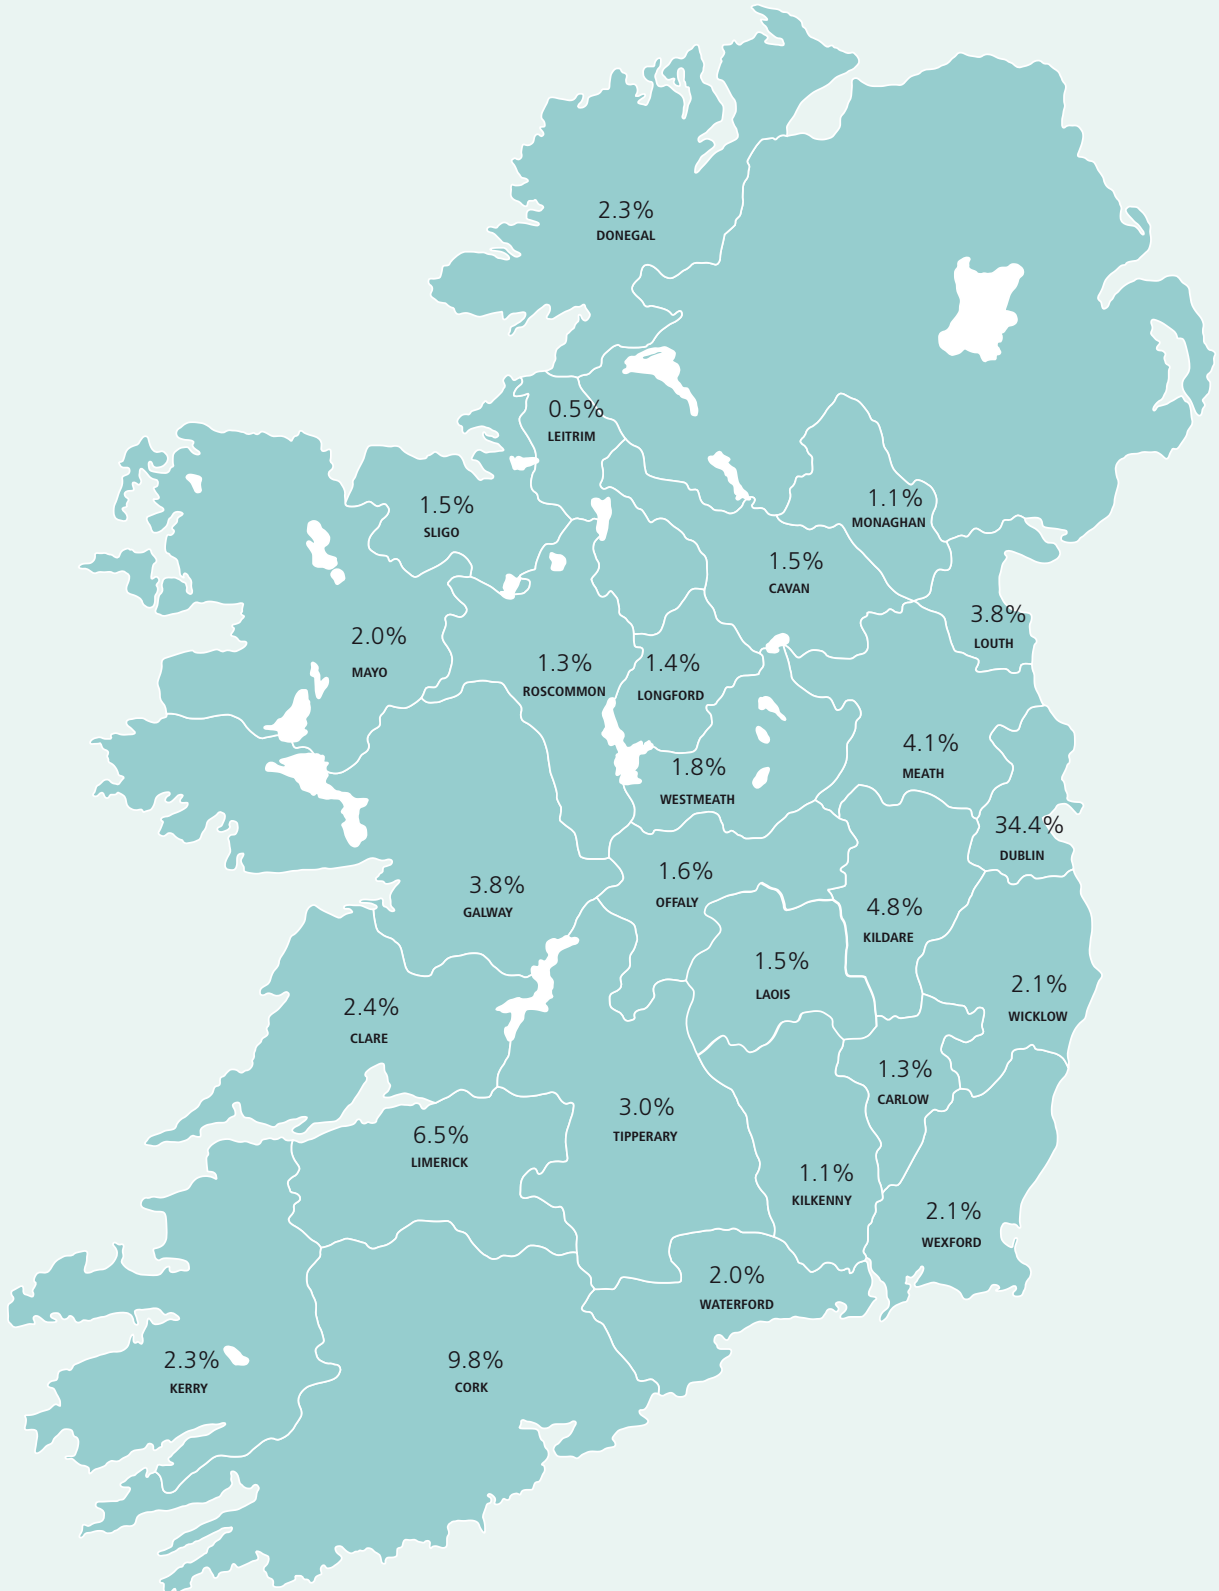 2.3%
DONEGAL
0.5%
LEITRIM
1.5%
SLIGO
1.1%
MONAGHAN
1.5%
CAVAN
3.8%
LOUTH
2.0%
MAYO
1.3%
ROSCOMMON
1.4%
LONGFORD
4.1%
MEATH
1.8%
WESTMEATH
34.4%
DUBLIN
3.8%
GALWAY
1.6%
OFFALY
4.8%
KILDARE
1.5%
LAOIS
2.1%
WICKLOW
2.4%
CLARE
1.3%
CARLOW
3.0%
TIPPERARY
6.5%
LIMERICK
1.1%
KILKENNY
2.1%
WEXFORD
2.0%
WATERFORD
2.3%
KERRY
9.8%
CORK